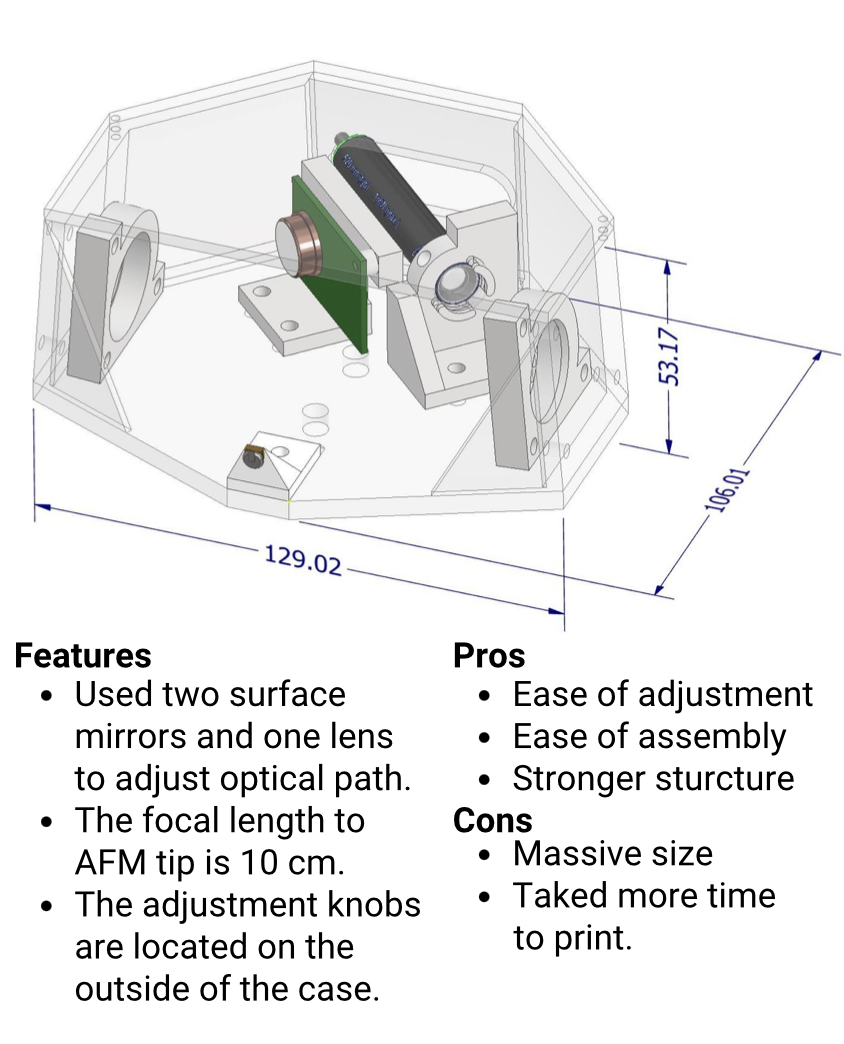 53.17
106.01
129.02
Features
• Used two surface
mirrors and one lens
to adjust optical path.
• The focal length to
AFM tip is 10 cm.
• The adjustment knobs
are located on the
outside of the case.
Pros
• Ease of adjustment
• Ease of assembly
• Stronger sturcture
Cons
• Massive size
• Taked more time
to print.